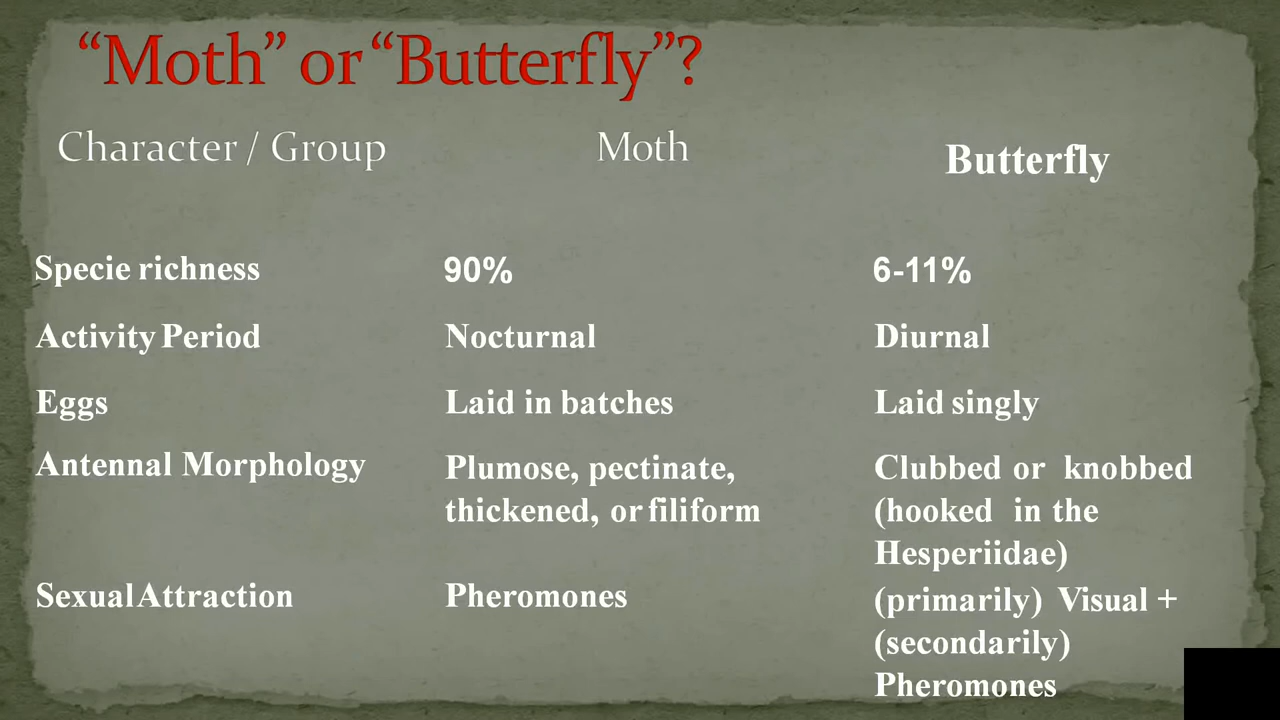 “Moth” or “Butterfly”?
Character / Group Moth Butterfly
Specie richness 90% 6-11%
Activity Period Nocturnal Diurnal
Eggs Laid in batches Laid singly
Antennal Morphology Plumose, pectinate, Clubbed or knobbed
thickened, or filiform (hooked in the
Hesperiidae)
Sexual Attraction Pheromones (primarily) Visual +
(secondarily)
Pheromones